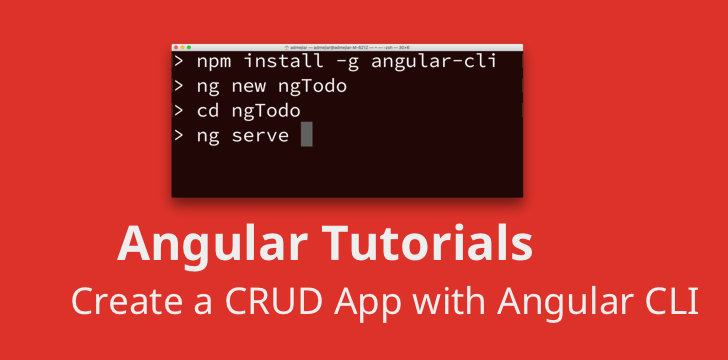 > npm install -g angular-cli
> ng new ngTodo
> cd ngTodo
> ng serve
Angular Tutorials
Create a CRUD App with Angular CLI